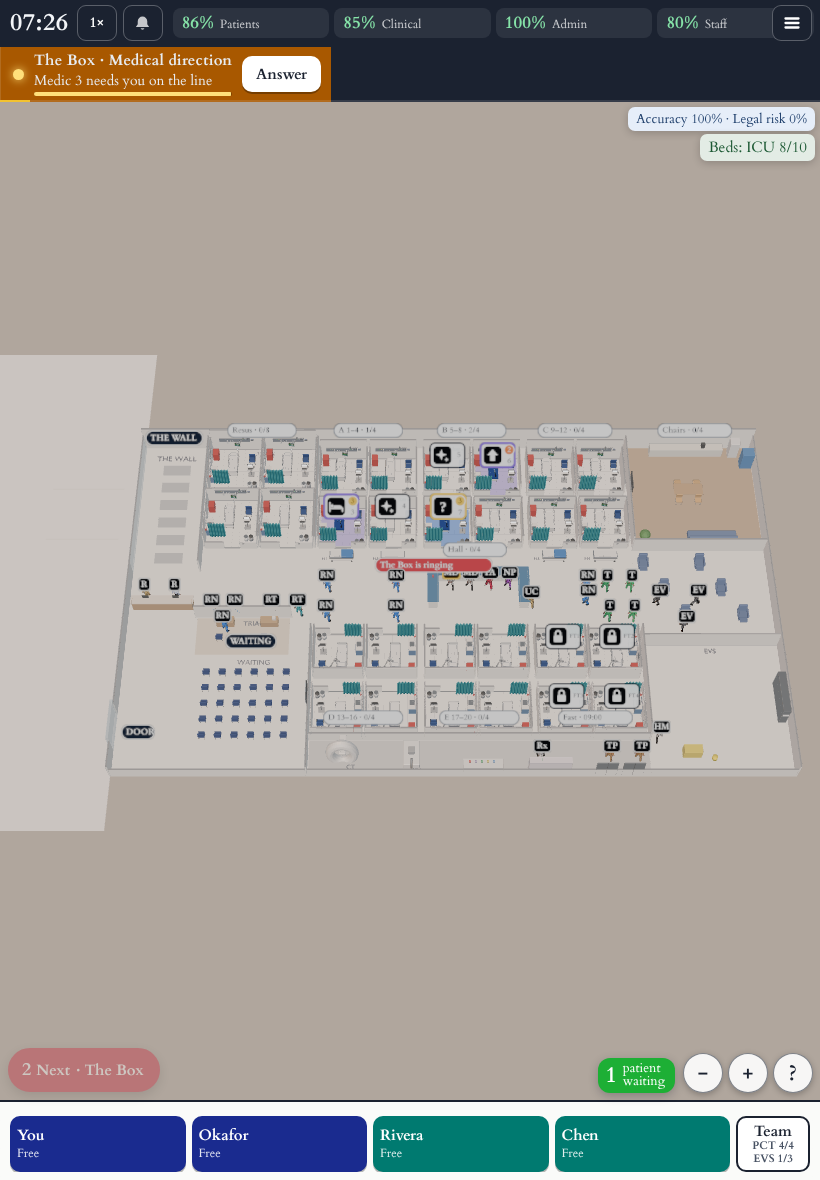 07:26
1×
86% Patients
85% Clinical
100% Admin
80% Staff
The Box · Medical direction
Medic 3 needs you on the line
Answer
Accuracy 100% · Legal risk 0%
Beds: ICU 8/10
THE WALL
THE WALL
Resus · 0/8
A 1-4 · 1/4
B 5-8 · 2/4
C 9-12 · 0/4
Chairs · 0/4
?
Hall · 0/4
The Box is ringing
R
R
RN
RN
RT
RT
RN
RN
RN
RN
RN
NP
UC
RN
RN
T
T
T
T
EV
EV
EV
WAITING
WAITING
EVS
D 13-16 · 0/4
E 17-20 · 0/4
Fast · 09:00
DOOR
CT
Rx
TP
TP
HM
2 Next · The Box
1 patient waiting
−
+
?
You
Free
Okafor
Free
Rivera
Free
Chen
Free
Team
PCT 4/4
EVS 1/3